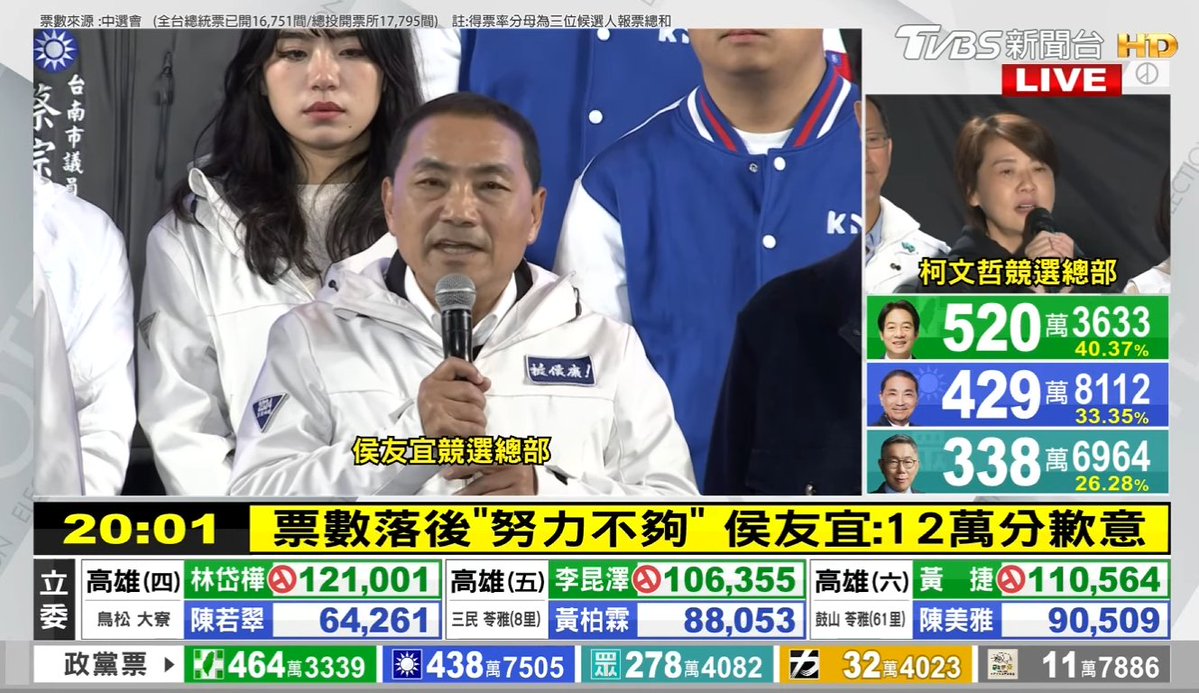 票數來源:中選會 (全台總統票已開16,751間/總投開票所17,795間) 註:得票率分母為三位候選人報票總和
TVBS新聞台 HD
LIVE
台南市議員
蔡宗
KS
被侯底!
侯友宜競選總部
柯文哲競選總部
520萬3633
40.37%
429萬8112
33.35%
338萬6964
26.28%
20:01 票數落後"努力不夠" 侯友宜:12萬分歉意
立委
高雄(四) 林岱樺 121,001
鳥松 大寮 陳若翠 64,261
高雄(五) 李昆澤 106,355
三民 苓雅(8里) 黃柏霖 88,053
高雄(六) 黃 捷 110,564
鼓山 苓雅(61里) 陳美雅 90,509
政黨票 464萬3339 438萬7505 眾 278萬4082 力 32萬4023 11萬7886